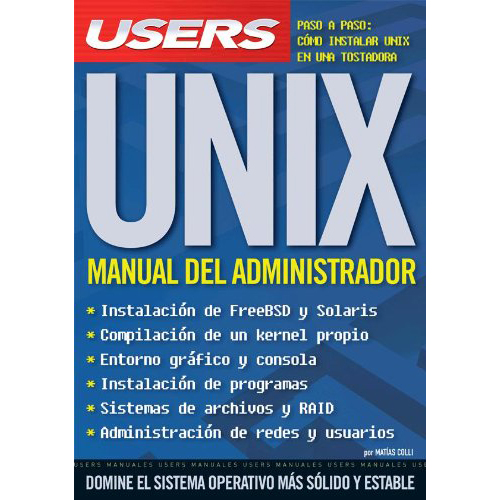 USERS
PASO A PASO:
CÓMO INSTALAR UNIX
EN UNA TOSTADORA
UNIX
MANUAL DEL ADMINISTRADOR
* Instalación de FreeBSD y Solaris
* Compilación de un kernel propio
* Entorno gráfico y consola
* Instalación de programas
* Sistemas de archivos y RAID
* Administración de redes y usuarios
por MATÍAS COLLI
USERS MANUALES USERS MANUALES USERS MANUALES USERS MANUALES USERS MANUALES
DOMINE EL SISTEMA OPERATIVO MÁS SÓLIDO Y ESTABLE